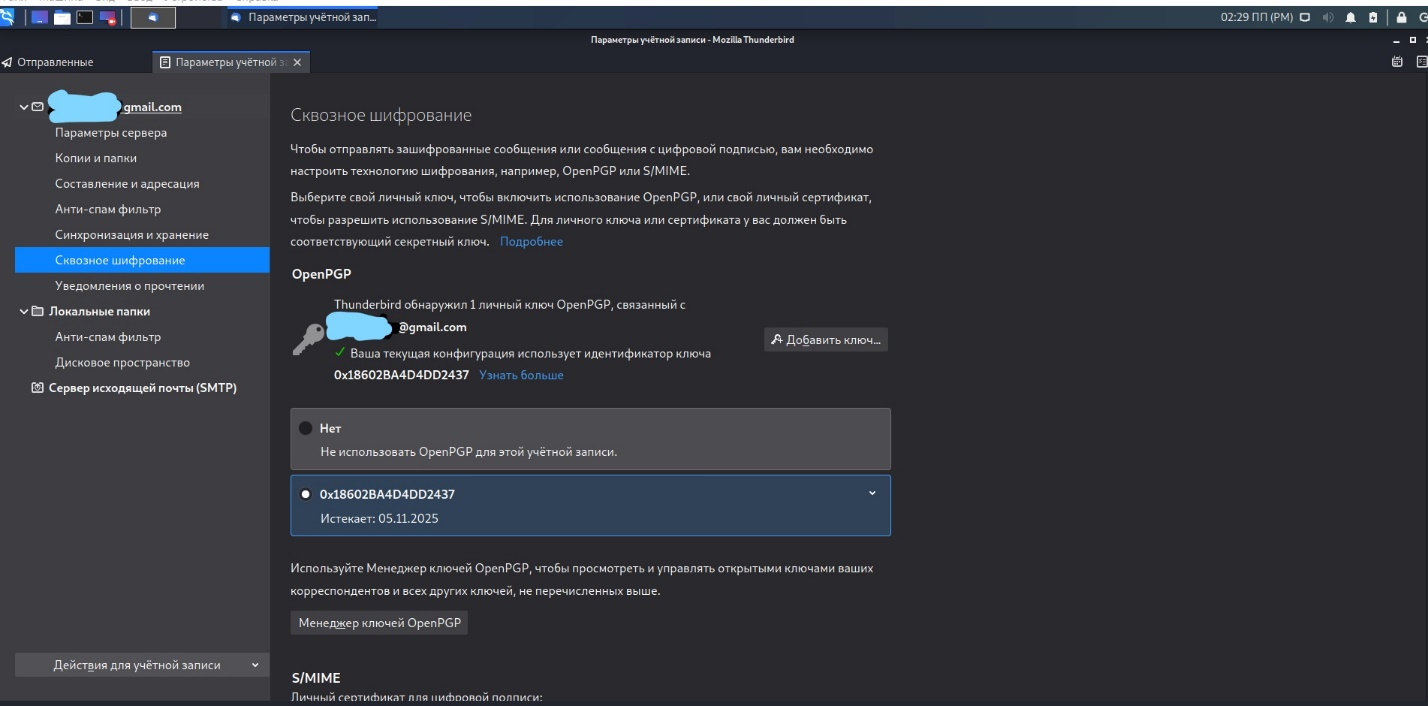 Параметры учётной зап...
02:29 ПП (PM)
Параметры учётной записи - Mozilla Thunderbird
Отправленные
Параметры учётной
gmail.com
Параметры сервера
Копии и папки
Составление и адресация
Анти-спам фильтр
Синхронизация и хранение
Сквозное шифрование
Уведомления о прочтении
Локальные папки
Анти-спам фильтр
Дисковое пространство
Сервер исходящей почты (SMTP)
Действия для учётной записи
Сквозное шифрование
Чтобы отправлять зашифрованные сообщения или сообщения с цифровой подписью, вам необходимо
настроить технологию шифрования, например, OpenPGP или S/MIME.
Выберите свой личный ключ, чтобы включить использование OpenPGP, или свой личный сертификат,
чтобы разрешить использование S/MIME. Для личного ключа или сертификата у вас должен быть
соответствующий секретный ключ. Подробнее
OpenPGP
Thunderbird обнаружил 1 личный ключ OpenPGP, связанный с
@gmail.com
Добавить ключ...
Ваша текущая конфигурация использует идентификатор ключа
0x18602BA4D4DD2437 Узнать больше
Нет
Не использовать OpenPGP для этой учётной записи.
0x18602BA4D4DD2437
Истекает: 05.11.2025
Используйте Менеджер ключей OpenPGP, чтобы просмотреть и управлять открытыми ключами ваших
корреспондентов и всех других ключей, не перечисленных выше.
Менеджер ключей OpenPGP
S/MIME
Личный сертификат для цифровой подписи: